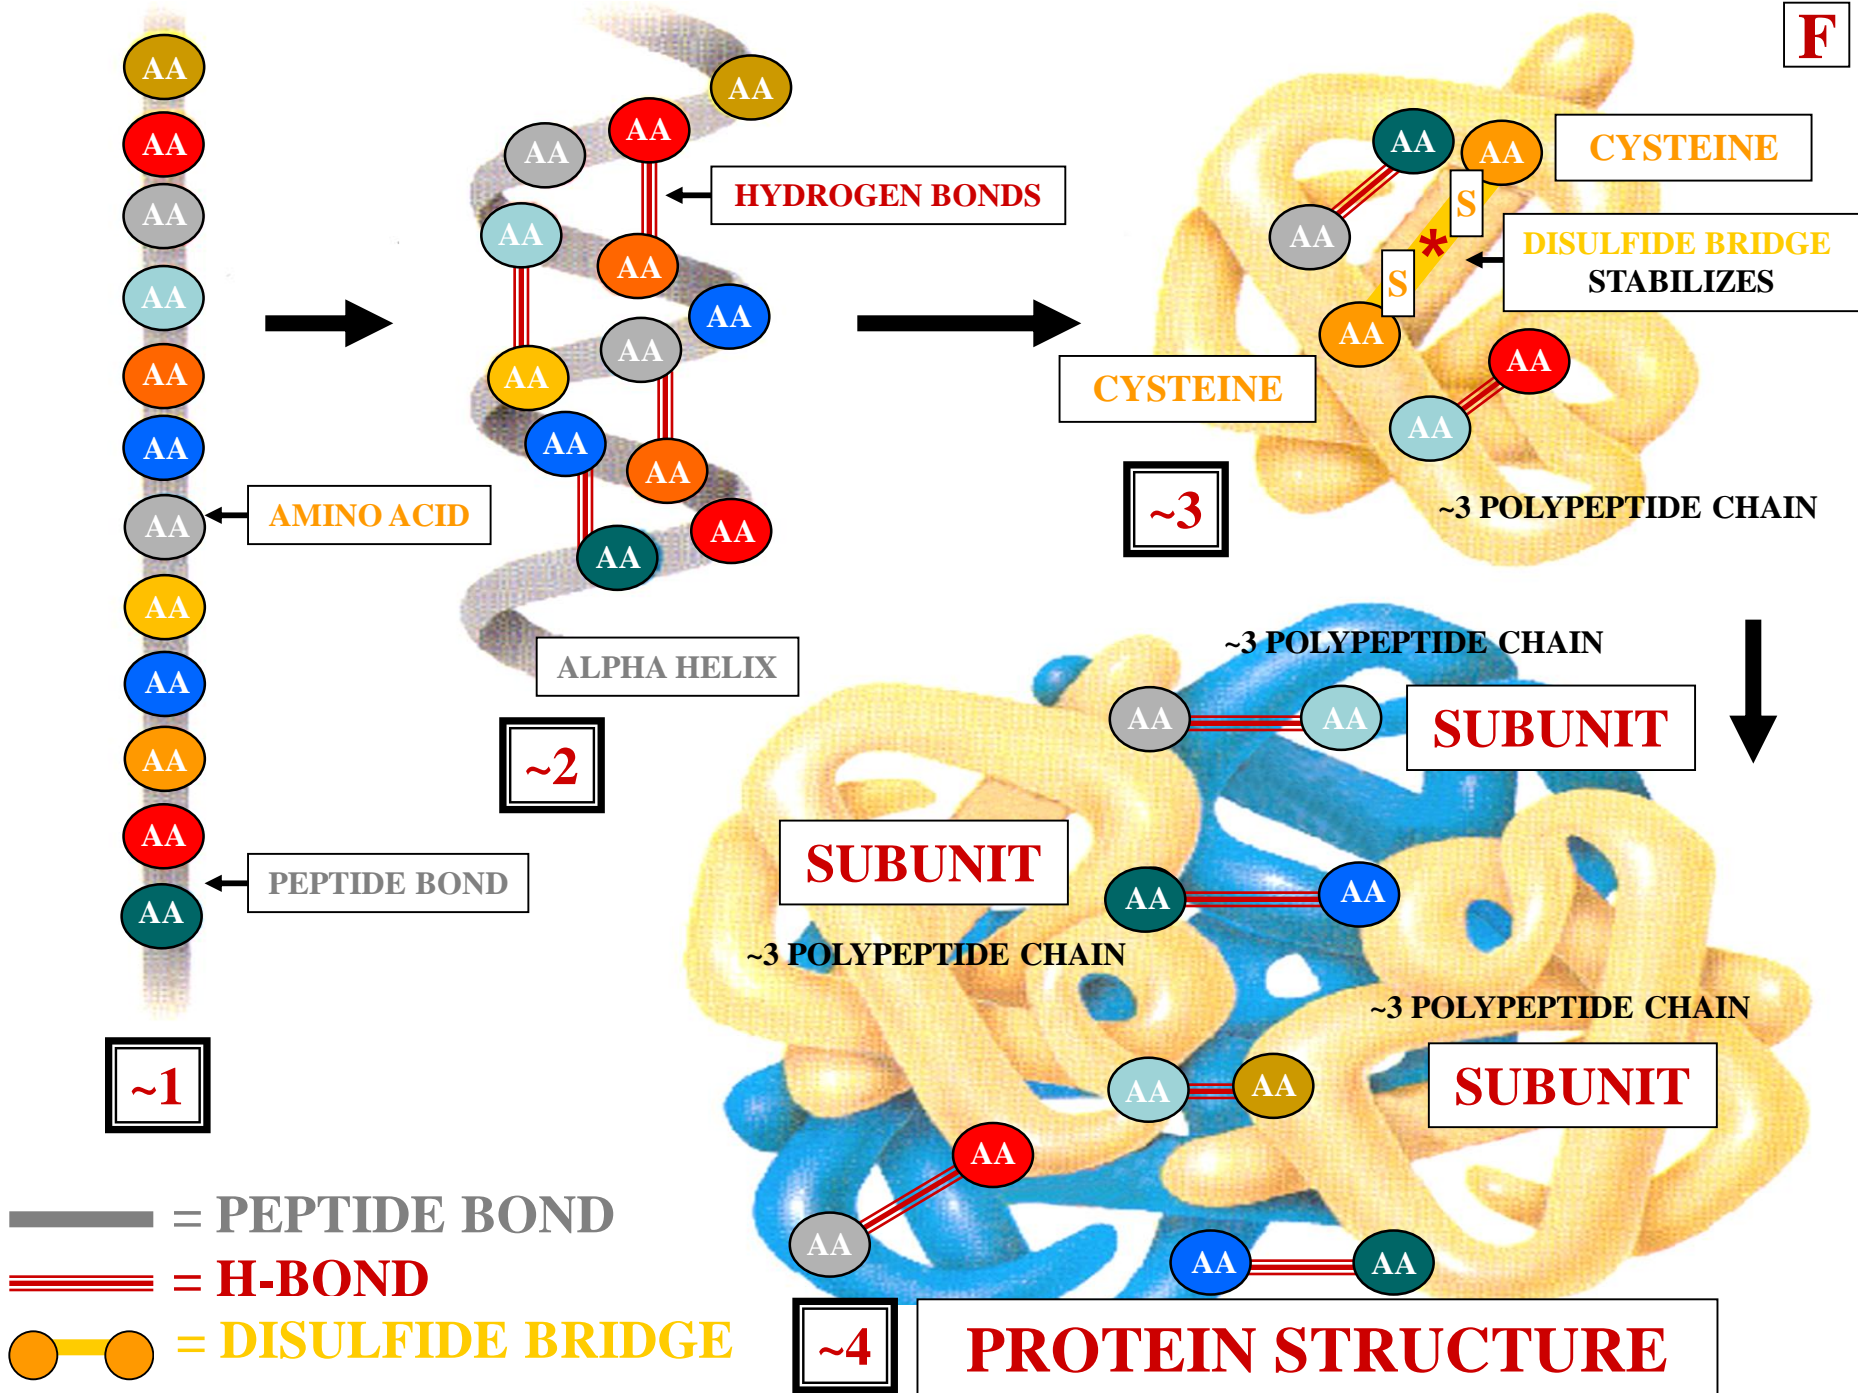 F
AA
AA
AA
AA
AA
AA
AA
AA
AA
AA
AA
AA
AMINO ACID
PEPTIDE BOND
~1
AA
AA
AA
HYDROGEN BONDS
AA
AA
AA
AA
AA
AA
AA
AA
AA
ALPHA HELIX
~2
AA
AA
CYSTEINE
S
AA
DISULFIDE BRIDGE
STABILIZES
S
AA
AA
CYSTEINE
AA
~3
~3 POLYPEPTIDE CHAIN
~3 POLYPEPTIDE CHAIN
AA
AA
SUBUNIT
SUBUNIT
AA
AA
~3 POLYPEPTIDE CHAIN
~3 POLYPEPTIDE CHAIN
AA
AA
SUBUNIT
AA
AA
AA
AA
= PEPTIDE BOND
= H-BOND
= DISULFIDE BRIDGE
~4
PROTEIN STRUCTURE